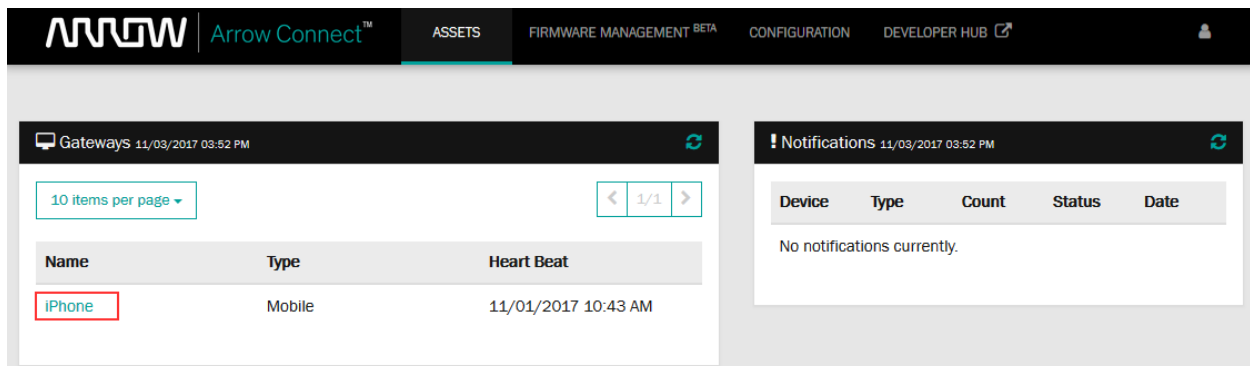 ARROW Arrow Connect™ ASSETS FIRMWARE MANAGEMENT BETA CONFIGURATION DEVELOPER HUB
Gateways 11/03/2017 03:52 PM
10 items per page
1/1
Name Type Heart Beat
iPhone Mobile 11/01/2017 10:43 AM
! Notifications 11/03/2017 03:52 PM
Device Type Count Status Date
No notifications currently.